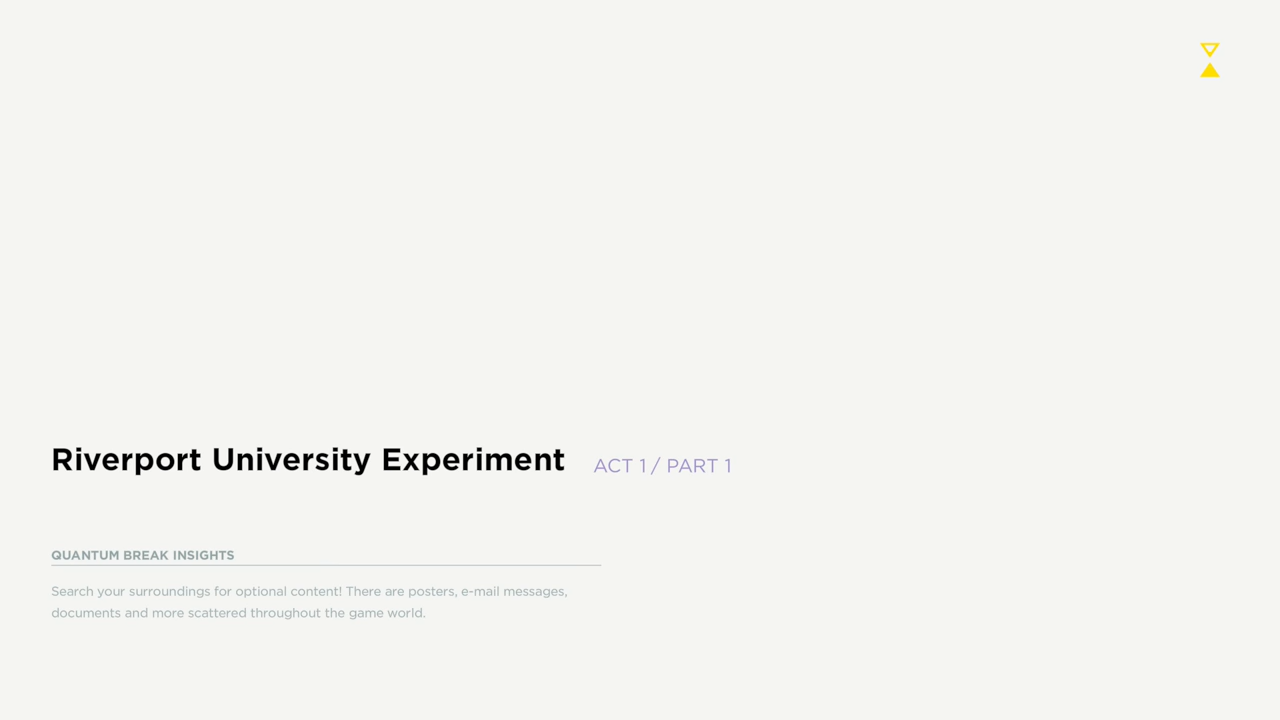 Riverport University Experiment ACT 1 / PART 1
QUANTUM BREAK INSIGHTS
Search your surroundings for optional content! There are posters, e-mail messages,
documents and more scattered throughout the game world.